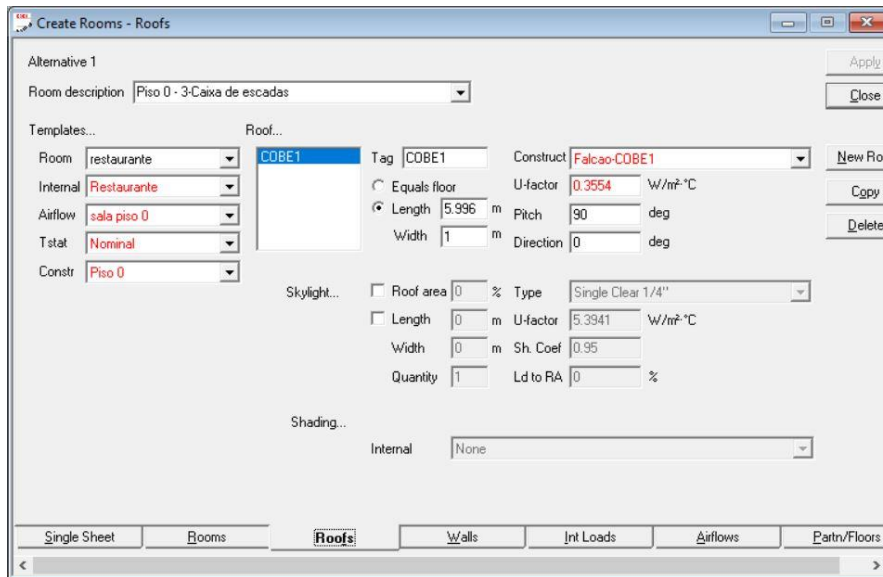 Create Rooms - Roofs
Alternative 1
Apply
Room description Piso 0 - 3-Caixa de escadas
Close
Templates... Roof...
Room restaurante COBE1 Tag COBE1 Construct Falcao-COBE1 New Ro
Internal Restaurante Equals floor U-factor 0.3554 W/m²·°C
Airflow sala piso 0 Length 5.996 m Pitch 90 deg Copy
Tstat Nominal Width 1 m Direction 0 deg Delete
Constr Piso 0
Skylight... Roof area 0 % Type Single Clear 1/4"
Length 0 m U-factor 5.3941 W/m²·°C
Width 0 m Sh. Coef 0.95
Quantity 1 Ld to RA 0 %
Shading...
Internal None
Single Sheet Rooms Roofs Walls Int Loads Airflows Partn/Floors